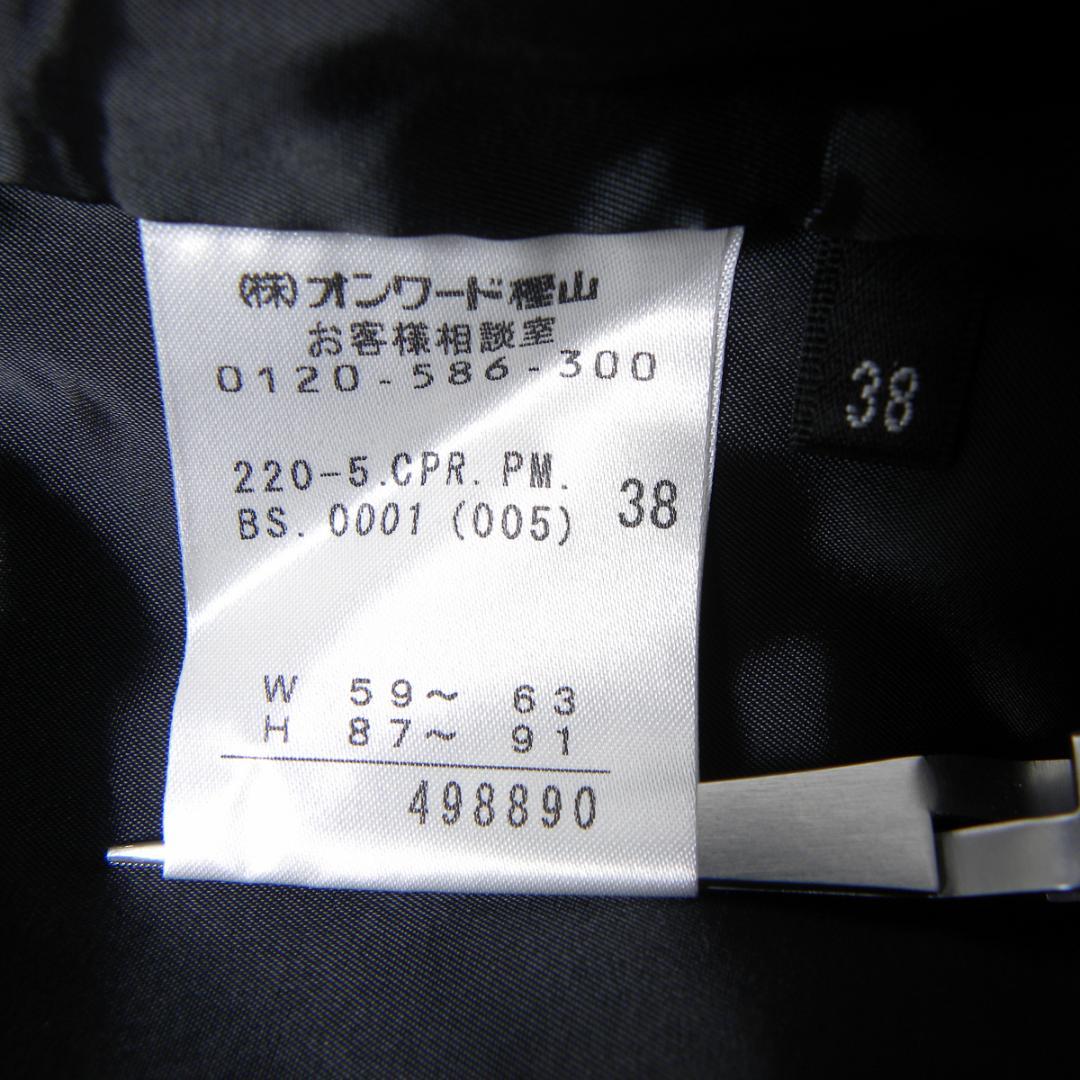 (株)オンワード樫山
お客様相談室
0120-586-300
220-5.CPR. PM.
BS. 0001 (005) 38
W 59～ 63
H 87～ 91
498890
38